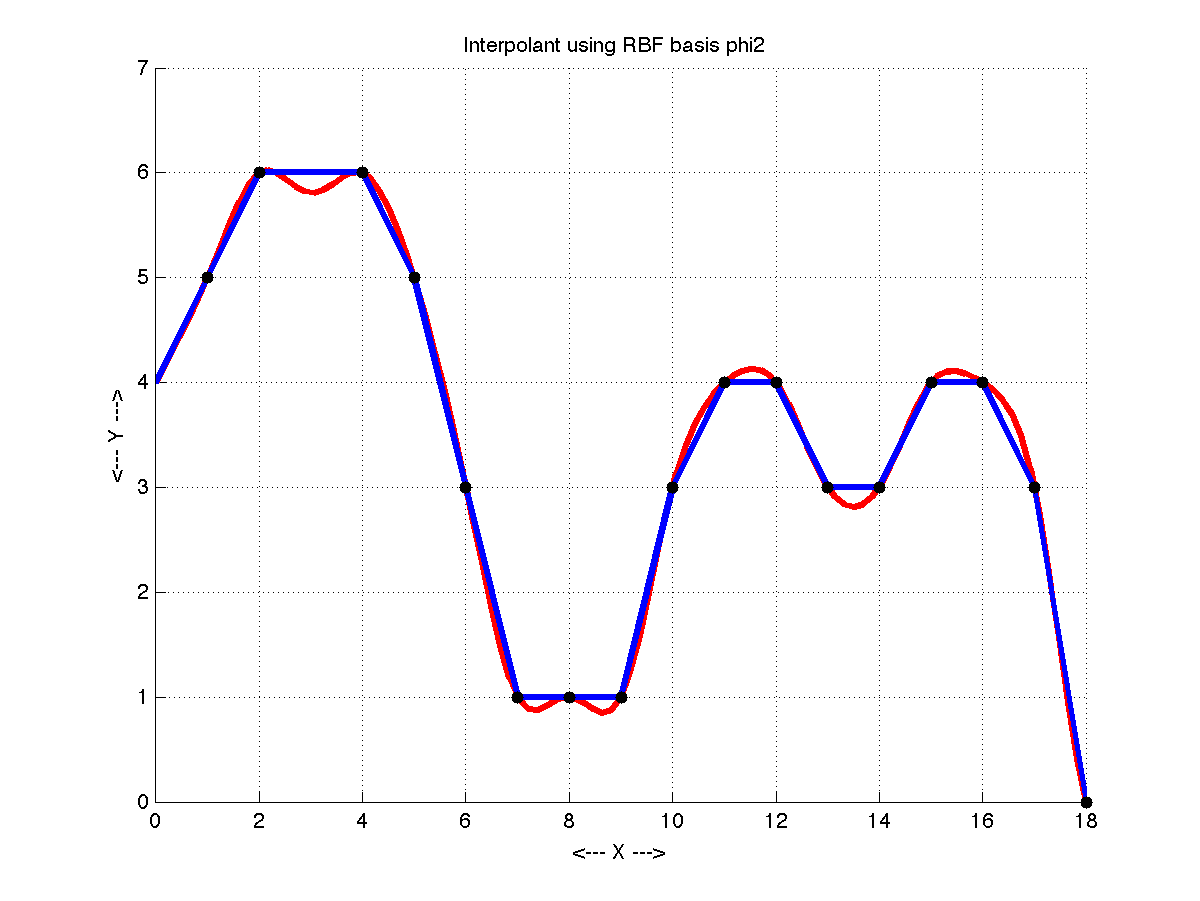 Interpolant using RBF basis phi2
7
6
5
4
3
2
1
0
<--- Y --->
0 2 4 6 8 10 12 14 16 18
<--- X --->